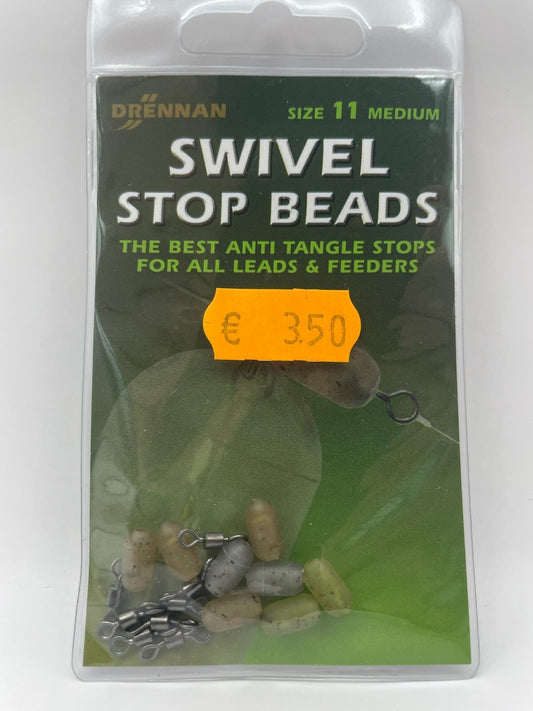 DRENNAN SIZE 11 MEDIUM
SWIVEL
STOP BEADS
THE BEST ANTI TANGLE STOPS
FOR ALL LEADS & FEEDERS
€ 3.50